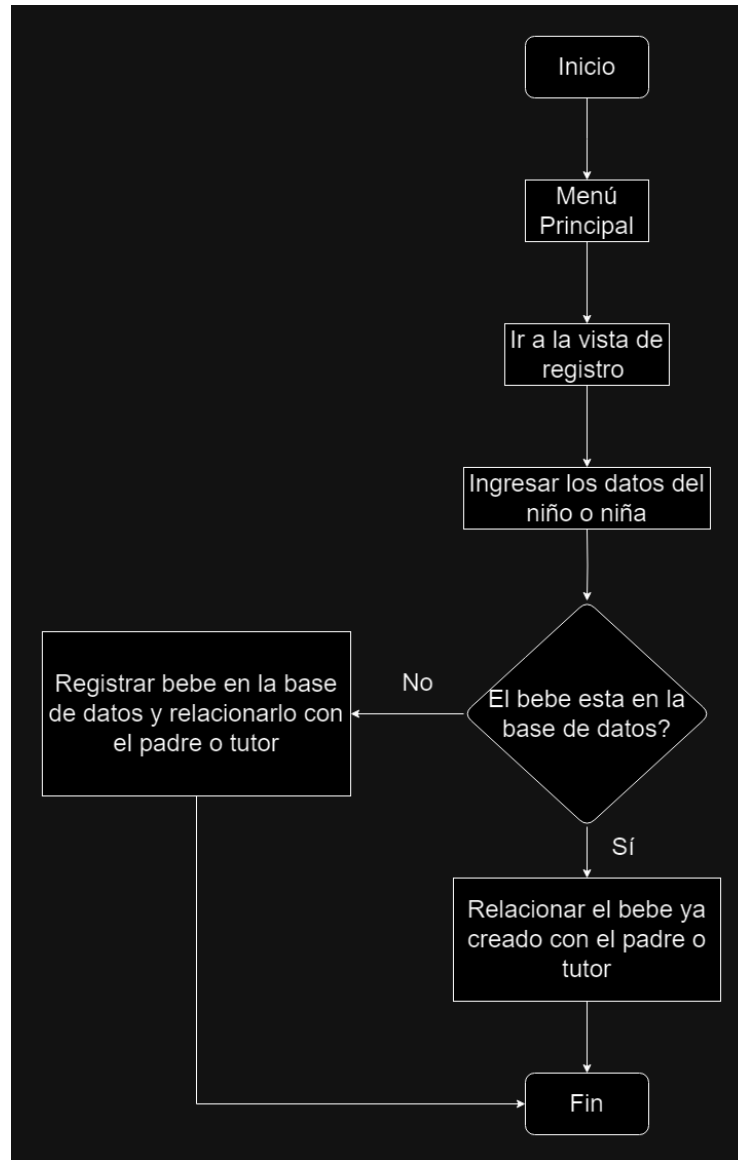 Inicio
Menú
Principal
Ir a la vista de
registro
Ingresar los datos del
niño o niña
El bebe esta en la
base de datos?
No
Registrar bebe en la base
de datos y relacionarlo con
el padre o tutor
Sí
Relacionar el bebe ya
creado con el padre o
tutor
Fin